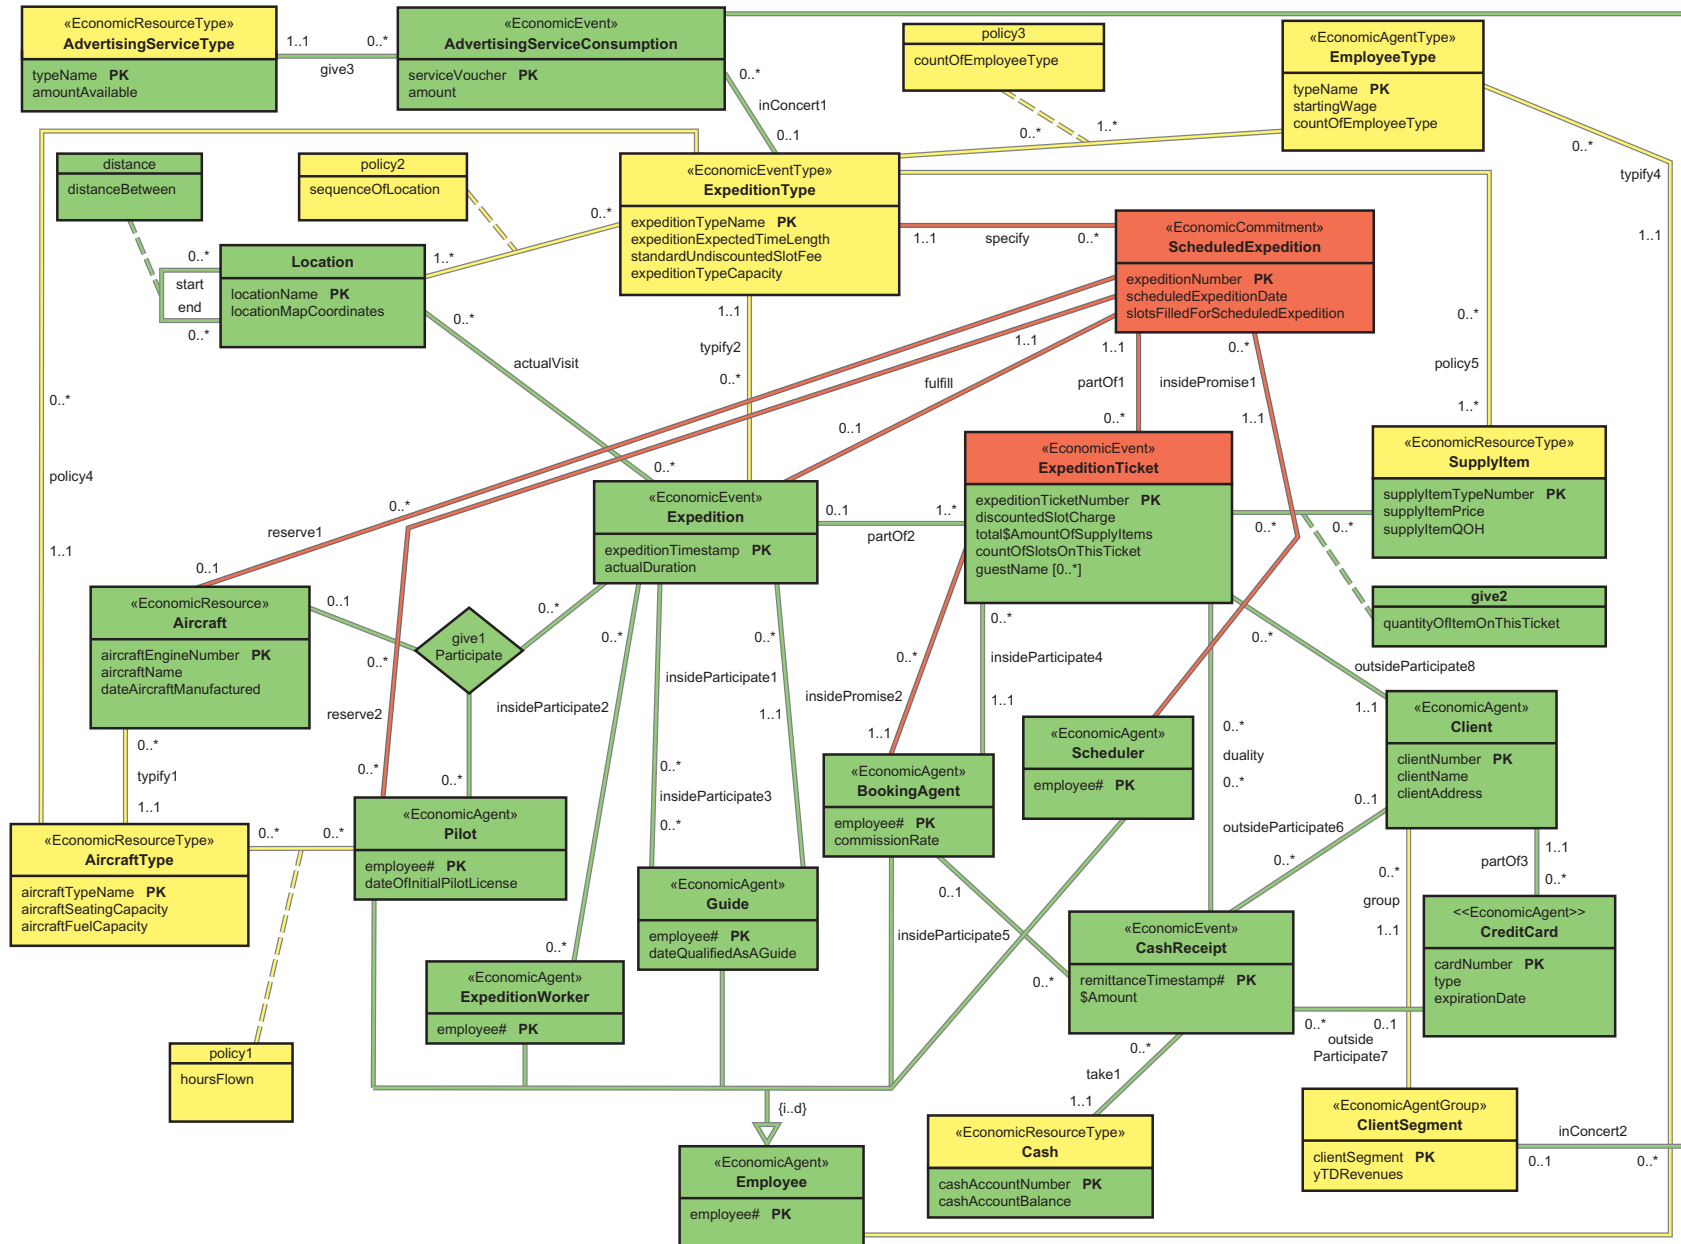 «EconomicResourceType»
AdvertisingServiceType
typeName PK
amountAvailable
1..1
0..*
give3
«EconomicEvent»
AdvertisingServiceConsumption
serviceVoucher PK
amount
0..*
inConcert1
0..1
policy3
countOfEmployeeType
«EconomicAgentType»
EmployeeType
typeName PK
startingWage
countOfEmployeeType
0..*
1..*
0..*
typify4
1..1
distance
distanceBetween
policy2
sequenceOfLocation
«EconomicEventType»
ExpeditionType
expeditionTypeName PK
expeditionExpectedTimeLength
standardUndiscountedSlotFee
expeditionTypeCapacity
0..*
1..*
0..*
start
end
0..*
Location
locationName PK
locationMapCoordinates
1..1
specify
0..*
«EconomicCommitment»
ScheduledExpedition
expeditionNumber PK
scheduledExpeditionDate
slotsFilledForScheduledExpedition
0..*
actualVisit
0..*
1..1
typify2
0..*
1..1
fulfill
0..1
1..1
partOf1
0..*
0..*
insidePromise1
1..1
0..*
policy5
1..*
0..*
policy4
1..1
«EconomicEvent»
Expedition
expeditionTimestamp PK
actualDuration
0..1
1..*
partOf2
«EconomicEvent»
ExpeditionTicket
expeditionTicketNumber PK
discountedSlotCharge
total$AmountOfSupplyItems
countOfSlotsOnThisTicket
guestName [0..*]
0..*
0..*
«EconomicResourceType»
SupplyItem
supplyItemTypeNumber PK
supplyItemPrice
supplyItemQOH
give2
quantityOfItemOnThisTicket
0..*
reserve1
0..1
«EconomicResource»
Aircraft
aircraftEngineNumber PK
aircraftName
dateAircraftManufactured
0..1
give1
Participate
0..*
0..*
0..*
reserve2
0..*
0..*
insideParticipate2
0..*
0..*
insideParticipate1
1..1
0..*
insideParticipate3
0..*
0..*
insidePromise2
1..1
0..*
insideParticipate4
1..1
0..*
outsideParticipate8
1..1
0..*
duality
0..*
0..*
typify1
1..1
«EconomicResourceType»
AircraftType
aircraftTypeName PK
aircraftSeatingCapacity
aircraftFuelCapacity
0..*
0..*
policy1
hoursFlown
«EconomicAgent»
Pilot
employee# PK
dateOfInitialPilotLicense
«EconomicAgent»
ExpeditionWorker
employee# PK
«EconomicAgent»
Guide
employee# PK
dateQualifiedAsAGuide
«EconomicAgent»
BookingAgent
employee# PK
commissionRate
«EconomicAgent»
Scheduler
employee# PK
«EconomicAgent»
Client
clientNumber PK
clientName
clientAddress
0..1
outsideParticipate6
0..*
0..1
insideParticipate5
0..*
1..1
partOf3
0..*
0..*
group
1..1
«EconomicEvent»
CashReceipt
remittanceTimestamp# PK
$Amount
<<EconomicAgent>>
CreditCard
cardNumber PK
type
expirationDate
0..*
0..1
outside
Participate7
0..*
take1
1..1
{i..d}
«EconomicAgent»
Employee
employee# PK
«EconomicResourceType»
Cash
cashAccountNumber PK
cashAccountBalance
«EconomicAgentGroup»
ClientSegment
clientSegment PK
yTDRevenues
inConcert2
0..1
0..*